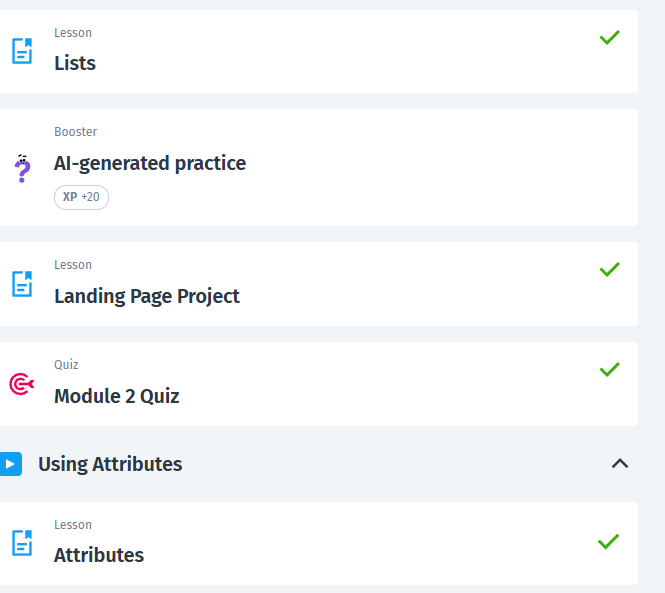 Lesson
Lists
Booster
AI-generated practice
XP +20
Lesson
Landing Page Project
Quiz
Module 2 Quiz
Using Attributes
Lesson
Attributes